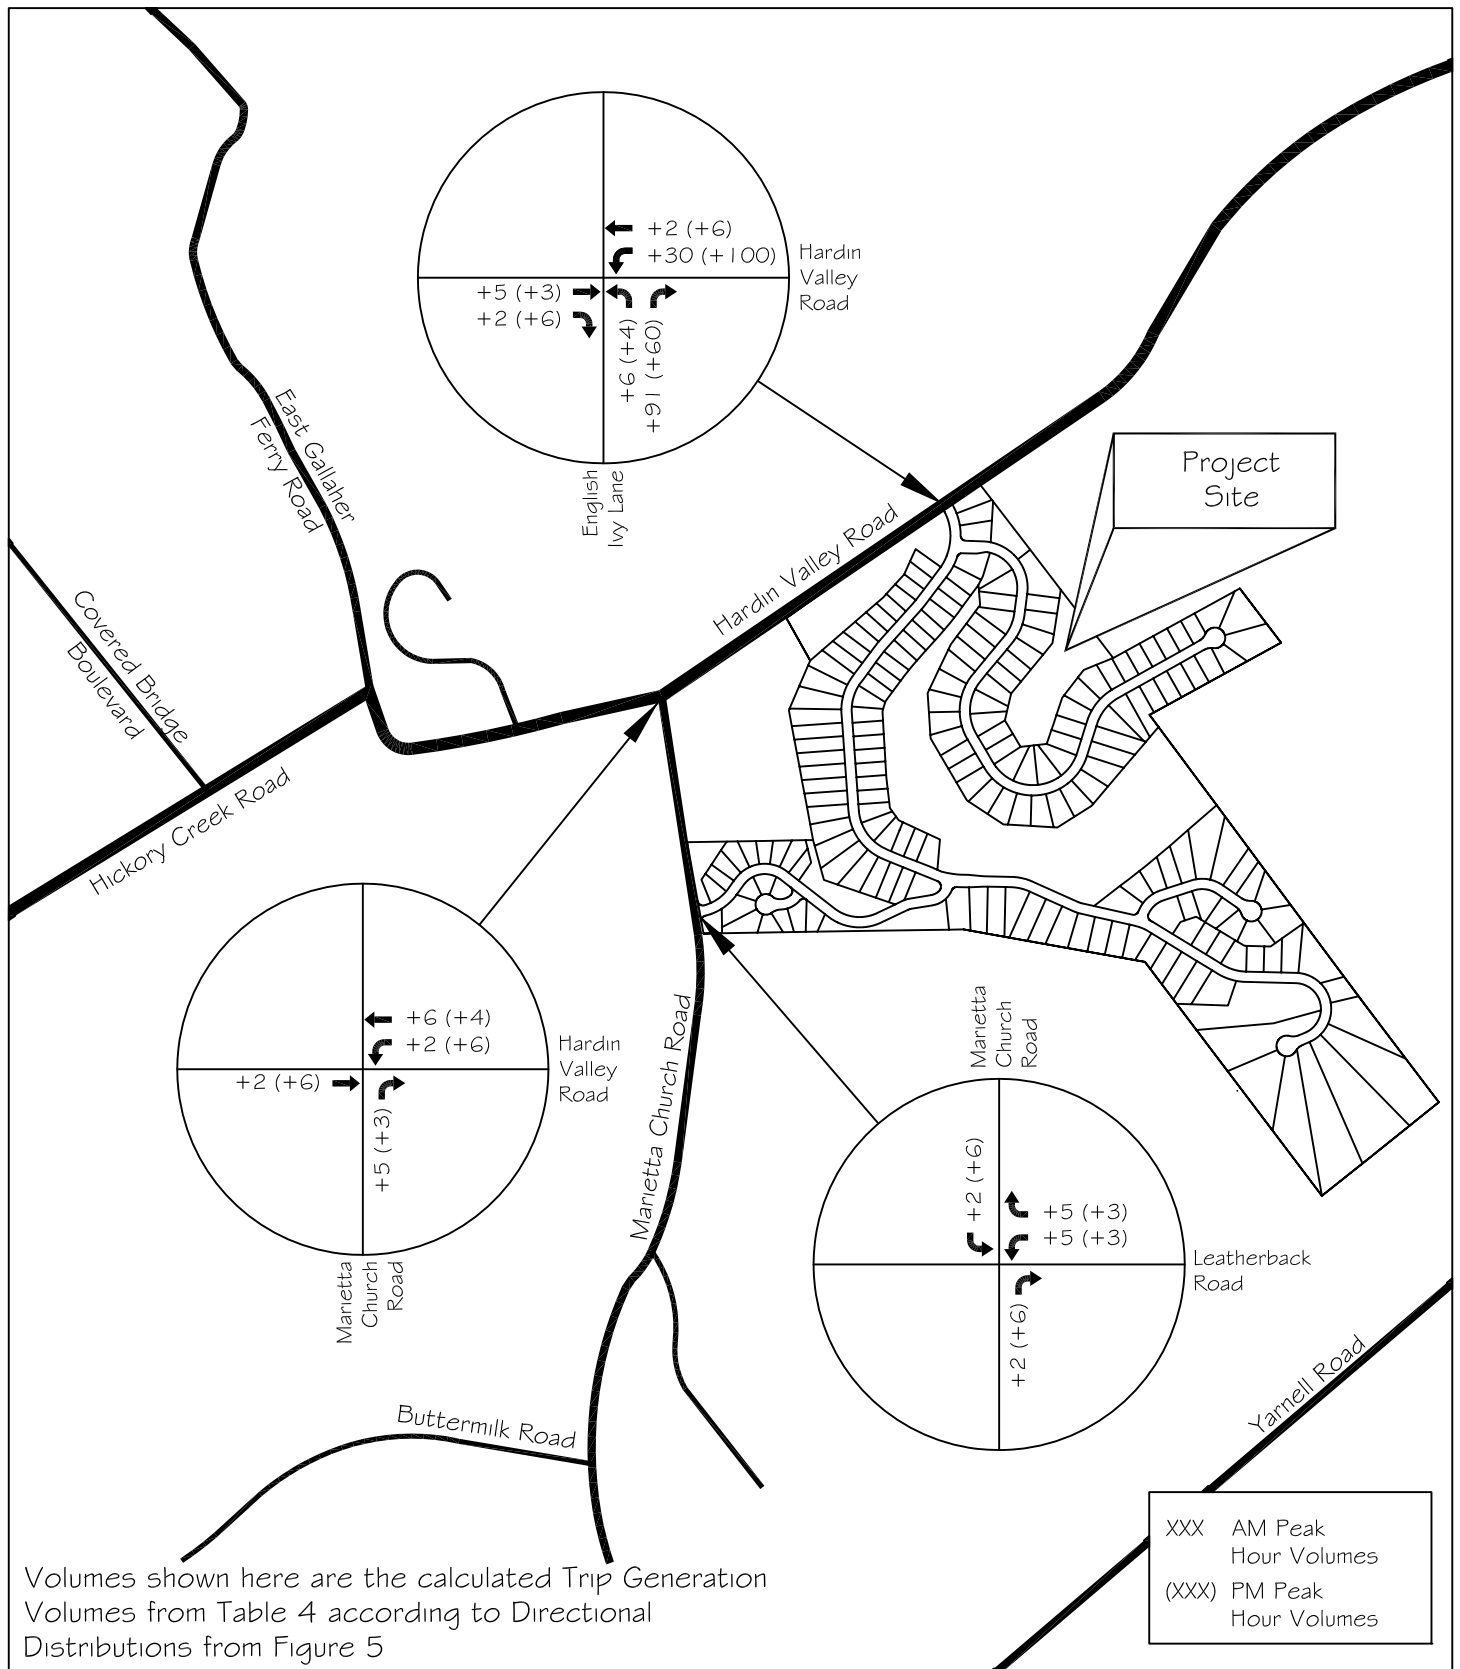 +2 (+6)
+30 (+100)
+5 (+3)
+2 (+6)
+6 (+4)
+91 (+60)
Hardin
Valley
Road
English
Ivy Lane
East Gallaher
Ferry Road
Project
Site
Hardin Valley Road
Covered Bridge
Boulevard
Hickory Creek Road
+6 (+4)
+2 (+6)
+2 (+6)
+5 (+3)
Hardin
Valley
Road
Marietta
Church
Road
Marietta Church Road
Marietta
Church
Road
+2 (+6)
+5 (+3)
+5 (+3)
+2 (+6)
Leatherback
Road
Buttermilk Road
Yarnell Road
XXX AM Peak
Hour Volumes
(XXX) PM Peak
Hour Volumes
Volumes shown here are the calculated Trip Generation
Volumes from Table 4 according to Directional
Distributions from Figure 5